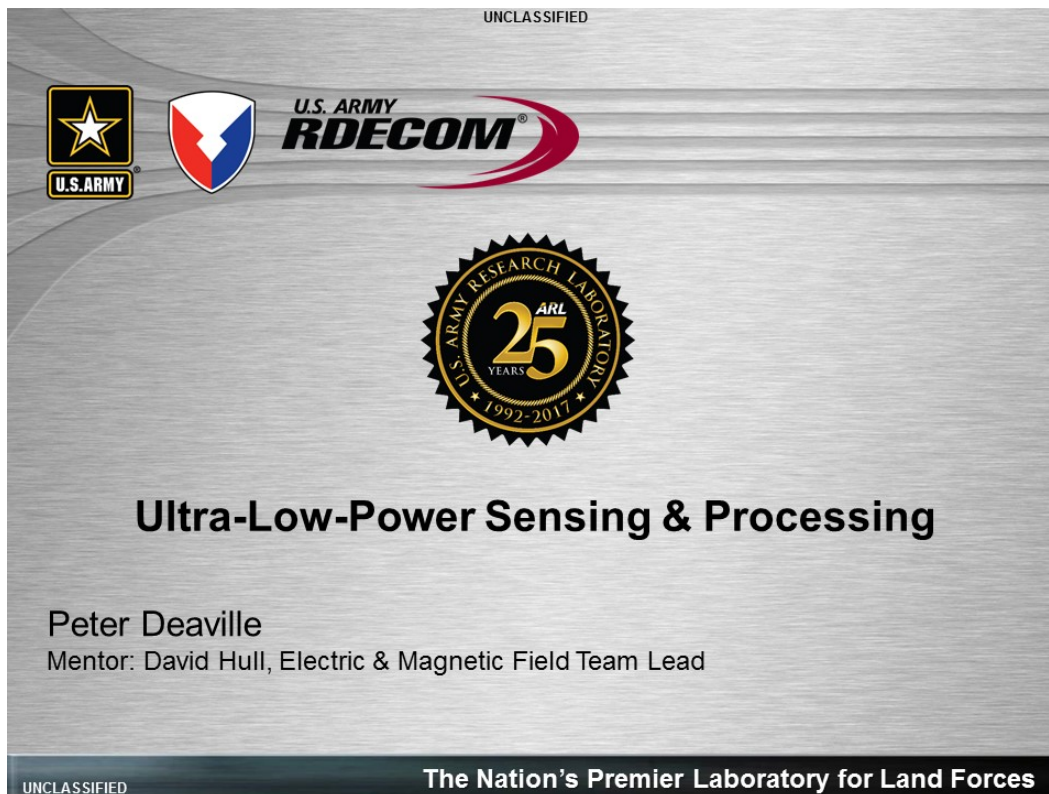 UNCLASSIFIED
U.S. ARMY
RDECOM®
U.S.ARMY®
U.S. ARMY RESEARCH LABORATORY
ARL
25
YEARS
★ 1992-2017 ★
Ultra-Low-Power Sensing & Processing
Peter Deaville
Mentor: David Hull, Electric & Magnetic Field Team Lead
UNCLASSIFIED
The Nation's Premier Laboratory for Land Forces